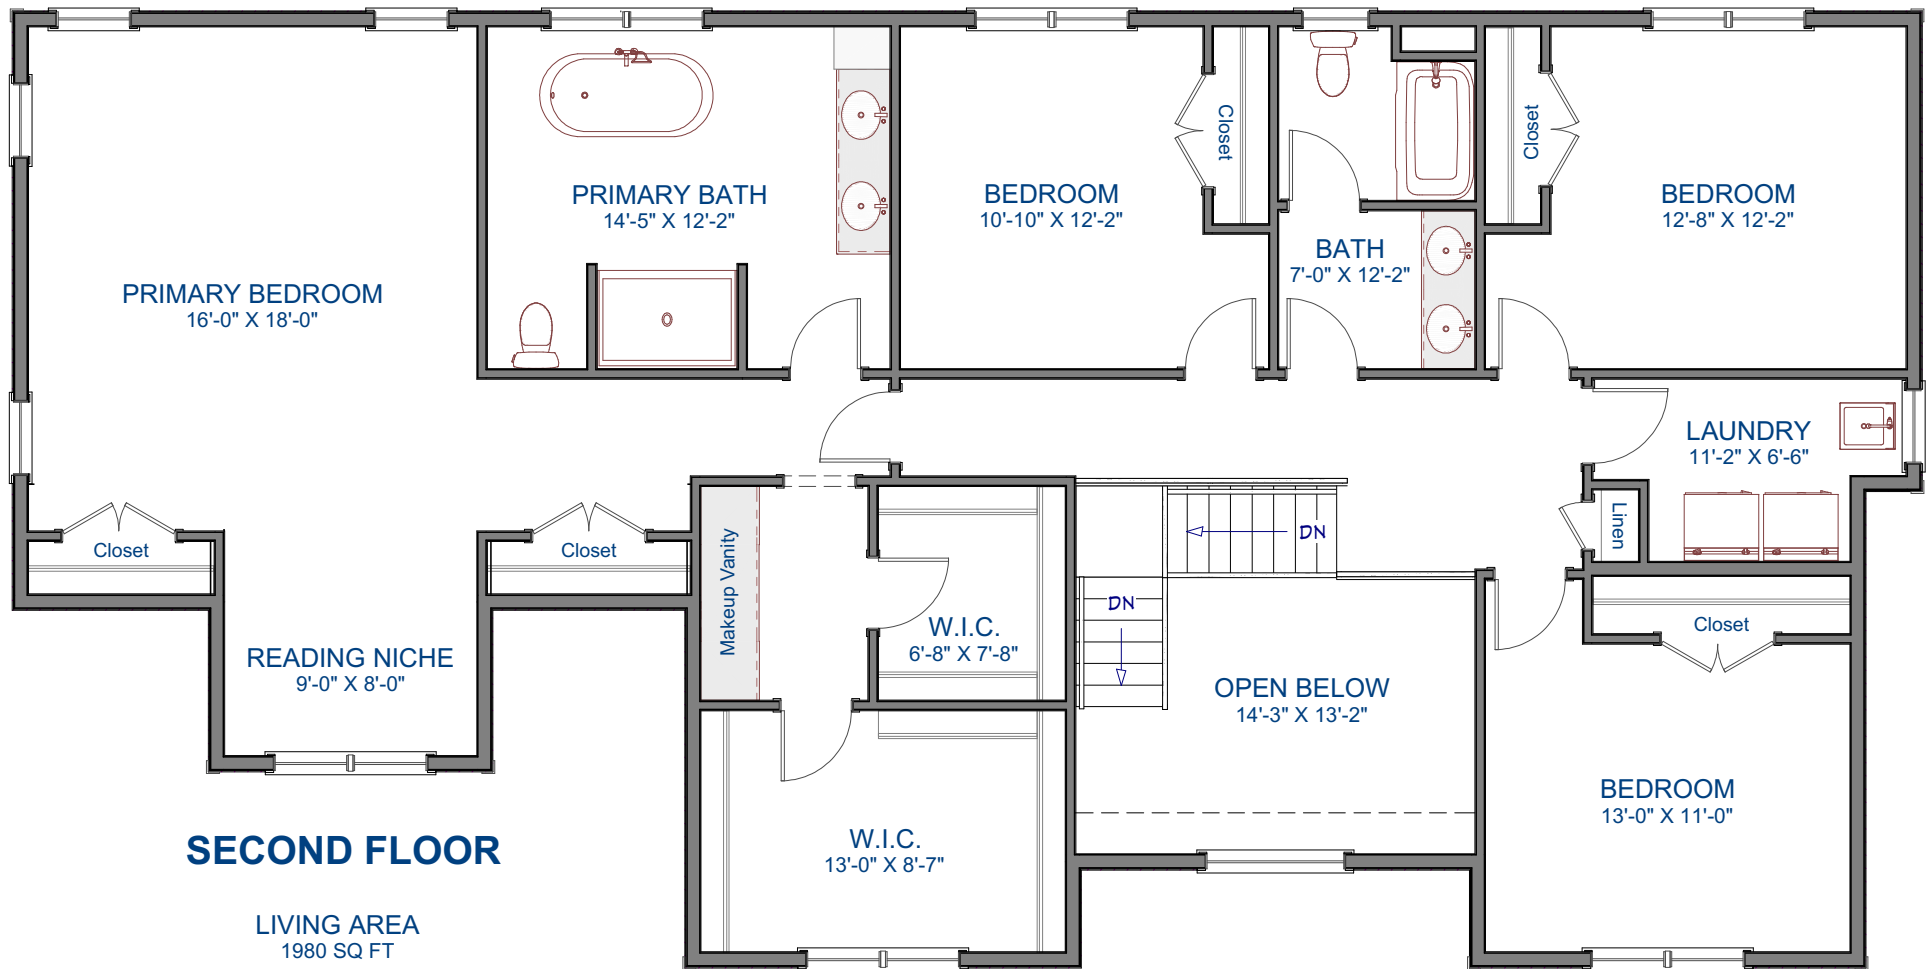 PRIMARY BEDROOM
16'-0" X 18'-0"
PRIMARY BATH
14'-5" X 12'-2"
BEDROOM
10'-10" X 12'-2"
Closet
BATH
7'-0" X 12'-2"
Closet
BEDROOM
12'-8" X 12'-2"
LAUNDRY
11'-2" X 6'-6"
Linen
Closet
Closet
Makeup Vanity
W.I.C.
6'-8" X 7'-8"
DN
DN
Closet
READING NICHE
9'-0" X 8'-0"
OPEN BELOW
14'-3" X 13'-2"
BEDROOM
13'-0" X 11'-0"
W.I.C.
13'-0" X 8'-7"
SECOND FLOOR
LIVING AREA
1980 SQ FT